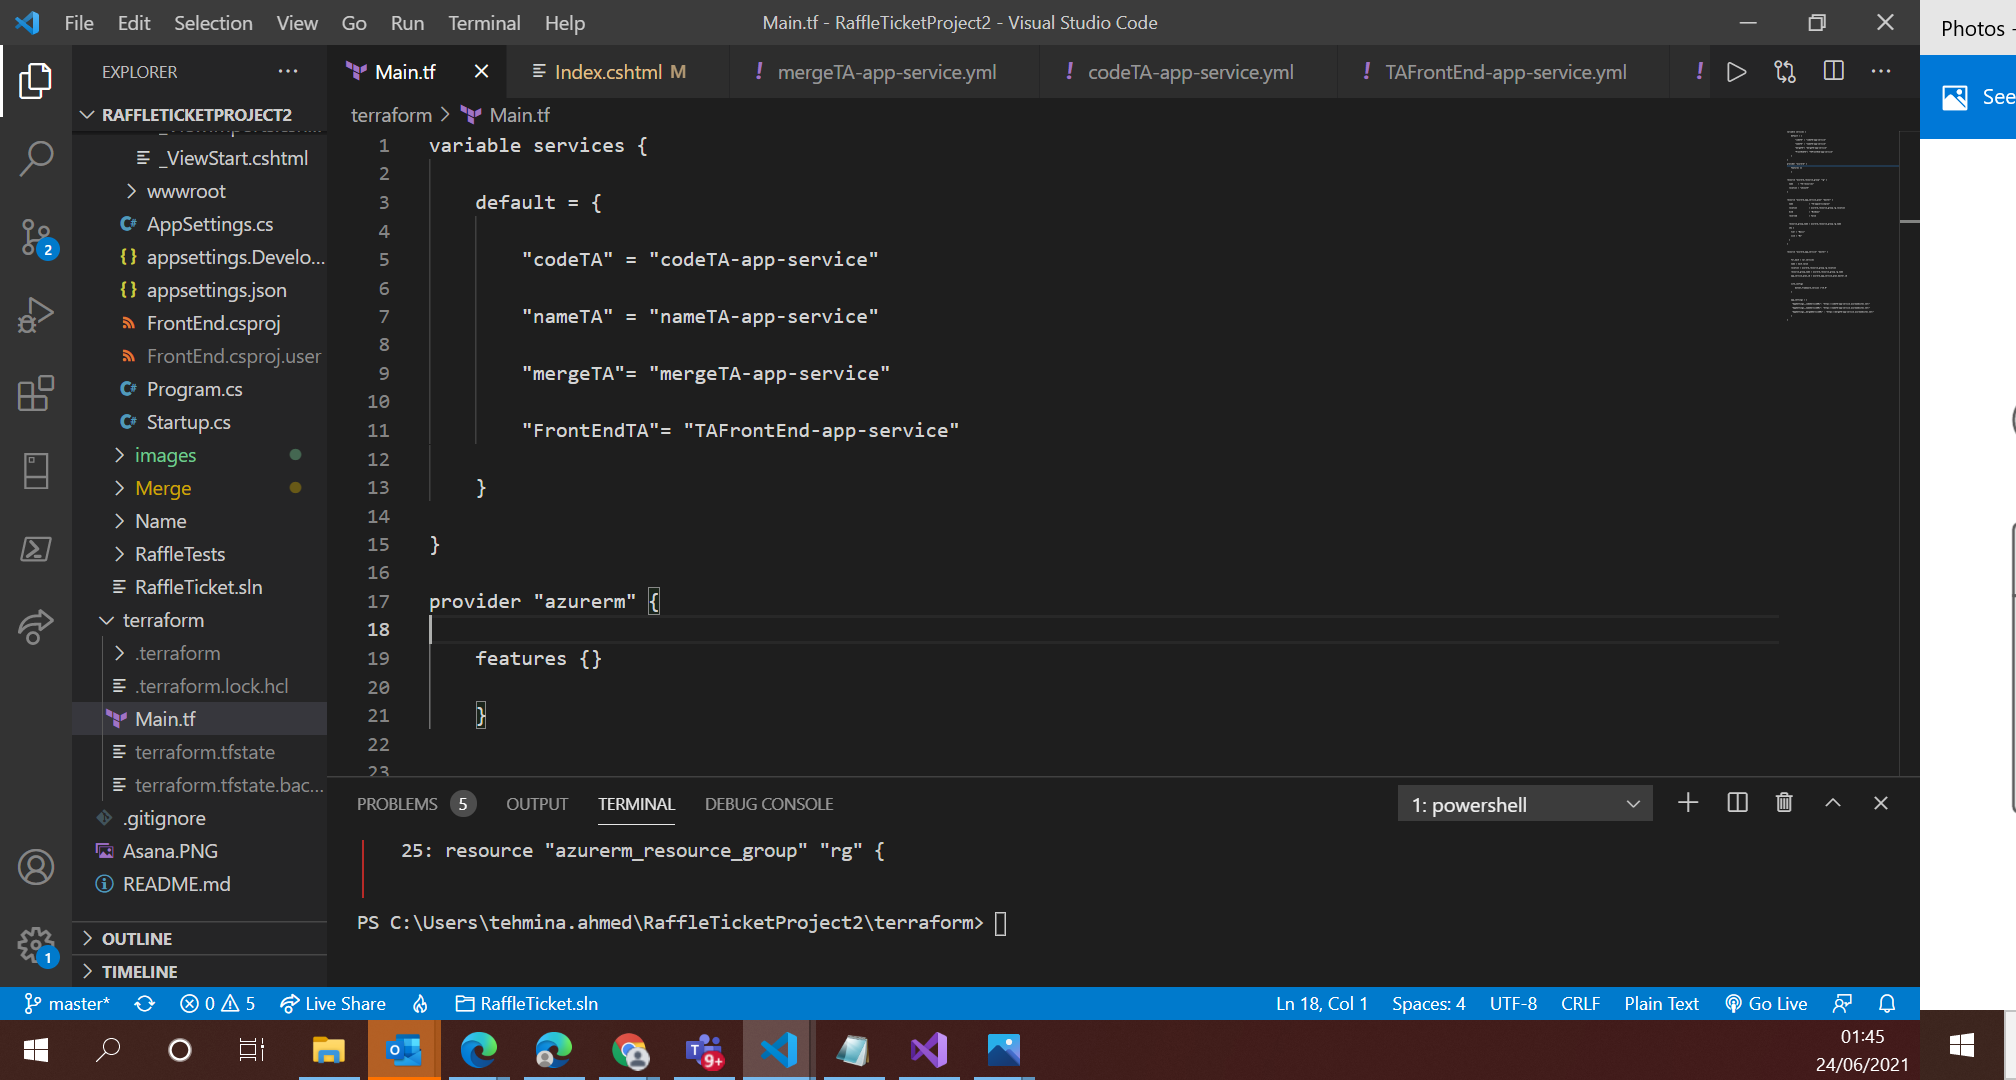 File Edit Selection View Go Run Terminal Help
Main.tf - RaffleTicketProject2 - Visual Studio Code
Photos -
See
EXPLORER
RAFFLETICKETPROJECT2
_ViewStart.cshtml
wwwroot
AppSettings.cs
{} appsettings.Develo...
{} appsettings.json
FrontEnd.csproj
FrontEnd.csproj.user
Program.cs
Startup.cs
images
Merge
Name
RaffleTests
RaffleTicket.sln
terraform
.terraform
.terraform.lock.hcl
Main.tf
terraform.tfstate
terraform.tfstate.bac...
.gitignore
Asana.PNG
README.md
OUTLINE
TIMELINE
2
1
Main.tf
Index.cshtml M
! mergeTA-app-service.yml
! codeTA-app-service.yml
! TAFrontEnd-app-service.yml
!
terraform > Main.tf
1 variable services {
2
3 default = {
4
5 "codeTA" = "codeTA-app-service"
6
7 "nameTA" = "nameTA-app-service"
8
9 "mergeTA"= "mergeTA-app-service"
10
11 "FrontEndTA"= "TAFrontEnd-app-service"
12
13 }
14
15 }
16
17 provider "azurerm" {
18
19 features {}
20
21 }
22
23
PROBLEMS 5 OUTPUT TERMINAL DEBUG CONSOLE
1: powershell
25: resource "azurerm_resource_group" "rg" {
PS C:\Users\tehmina.ahmed\RaffleTicketProject2\terraform>
master* 0 5 Live Share RaffleTicket.sln
Ln 18, Col 1 Spaces: 4 UTF-8 CRLF Plain Text Go Live
9+
01:45
24/06/2021